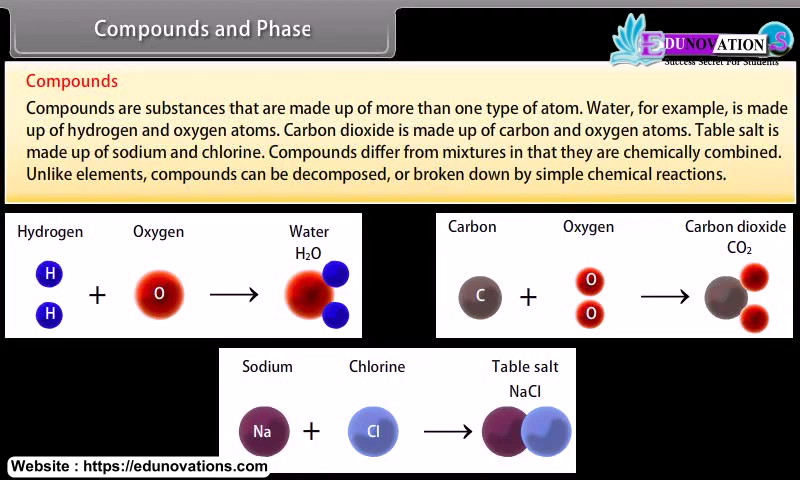 Compounds and Phase
EDUNOVATION.S
Success Secret For Students
Compounds
Compounds are substances that are made up of more than one type of atom. Water, for example, is made
up of hydrogen and oxygen atoms. Carbon dioxide is made up of carbon and oxygen atoms. Table salt is
made up of sodium and chlorine. Compounds differ from mixtures in that they are chemically combined.
Unlike elements, compounds can be decomposed, or broken down by simple chemical reactions.
Hydrogen Oxygen Water
H₂O
H
+ O →
H
Carbon Oxygen Carbon dioxide
CO₂
O
C + →
O
Sodium Chlorine Table salt
NaCl
Na + Cl →
Website : https://edunovations.com